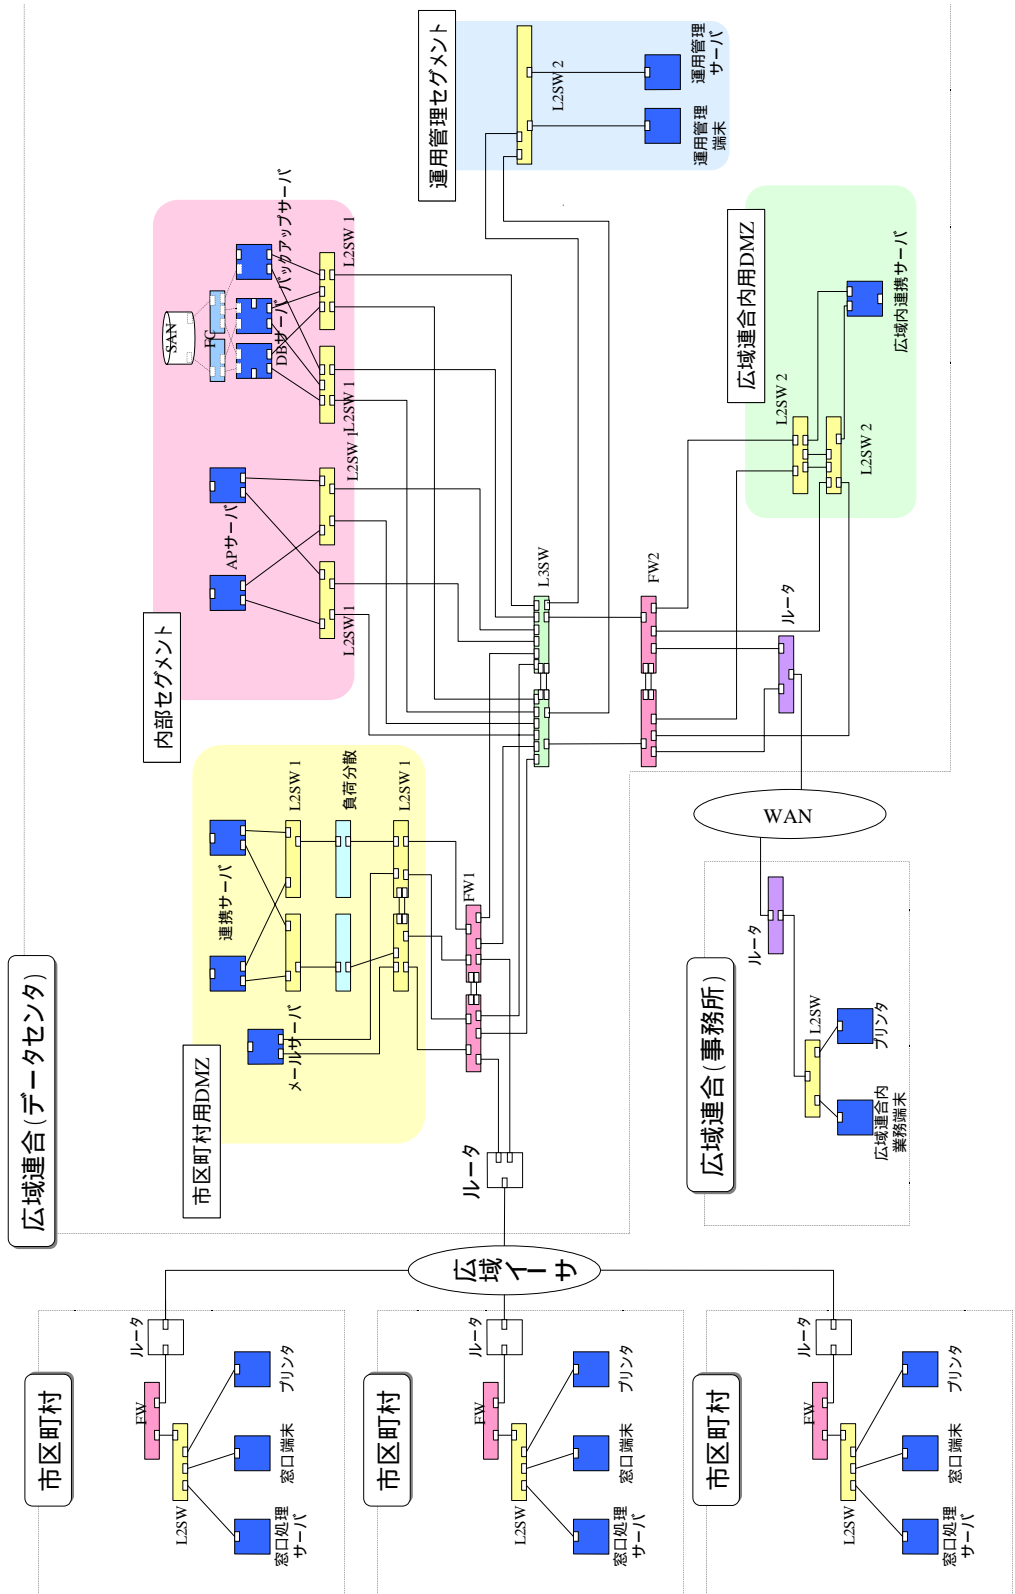 広域連合(データセンタ)
市区町村用DMZ
メールサーバ
連携サーバ
L2SW 1
負荷分散
L2SW 1
FW1
ルータ
内部セグメント
APサーバ
L2SW 1
L2SW 1
SAN
FC
DBサーバ
バックアップサーバ
L2SW 1
L2SW 1
L3SW
FW2
運用管理セグメント
L2SW 2
運用管理
サーバ
運用管理
端末
広域連合内用DMZ
L2SW 2
L2SW 2
広域内連携サーバ
ルータ
WAN
広域連合(事務所)
ルータ
L2SW
プリンタ
広域連合内
業務端末
広域イーサ
市区町村
ルータ
FW
L2SW
プリンタ
窓口端末
窓口処理
サーバ
市区町村
ルータ
FW
L2SW
プリンタ
窓口端末
窓口処理
サーバ
市区町村
ルータ
FW
L2SW
プリンタ
窓口端末
窓口処理
サーバ